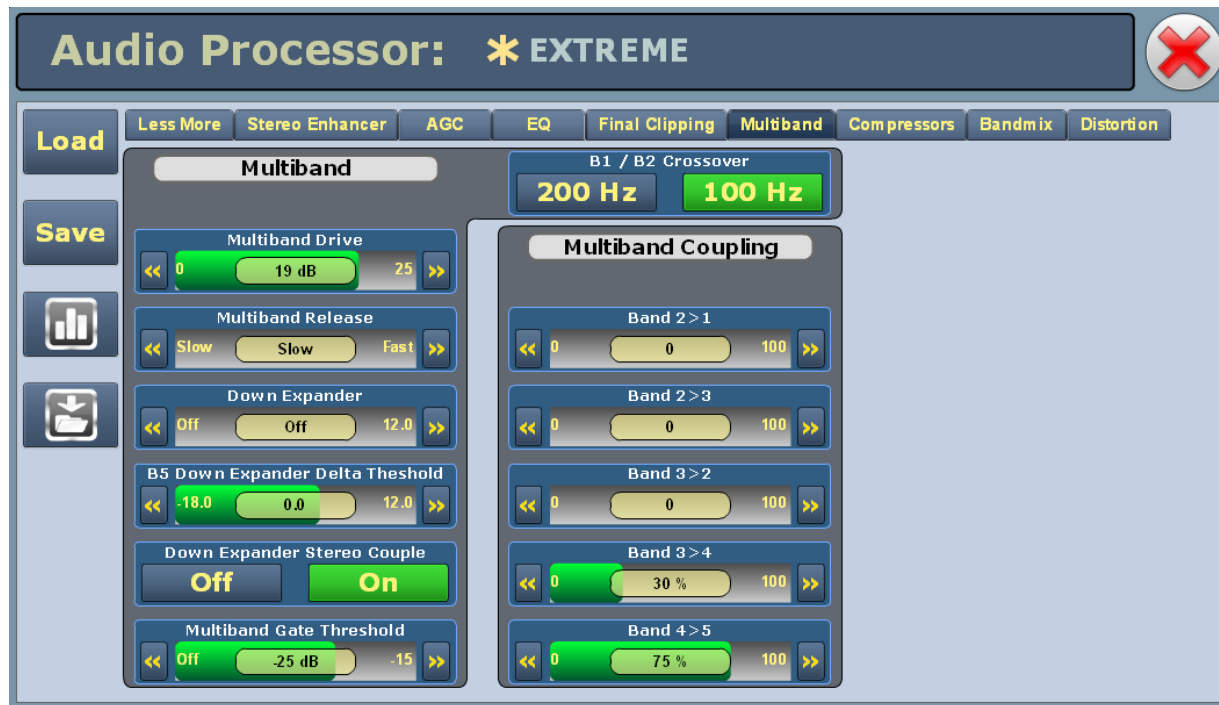 Audio Processor: * EXTREME
Load
Save
Less More Stereo Enhancer AGC EQ Final Clipping Multiband Compressors Bandmix Distortion
Multiband
B1 / B2 Crossover
200 Hz 100 Hz
Multiband Drive
« 0 19 dB 25 »
Multiband Release
« Slow Slow Fast »
Down Expander
« Off Off 12.0 »
B5 Down Expander Delta Theshold
« -18.0 0.0 12.0 »
Down Expander Stereo Couple
Off On
Multiband Gate Threshold
« Off -25 dB -15 »
Multiband Coupling
Band 2>1
« 0 0 100 »
Band 2>3
« 0 0 100 »
Band 3>2
« 0 0 100 »
Band 3>4
« 0 30 % 100 »
Band 4>5
« 0 75 % 100 »